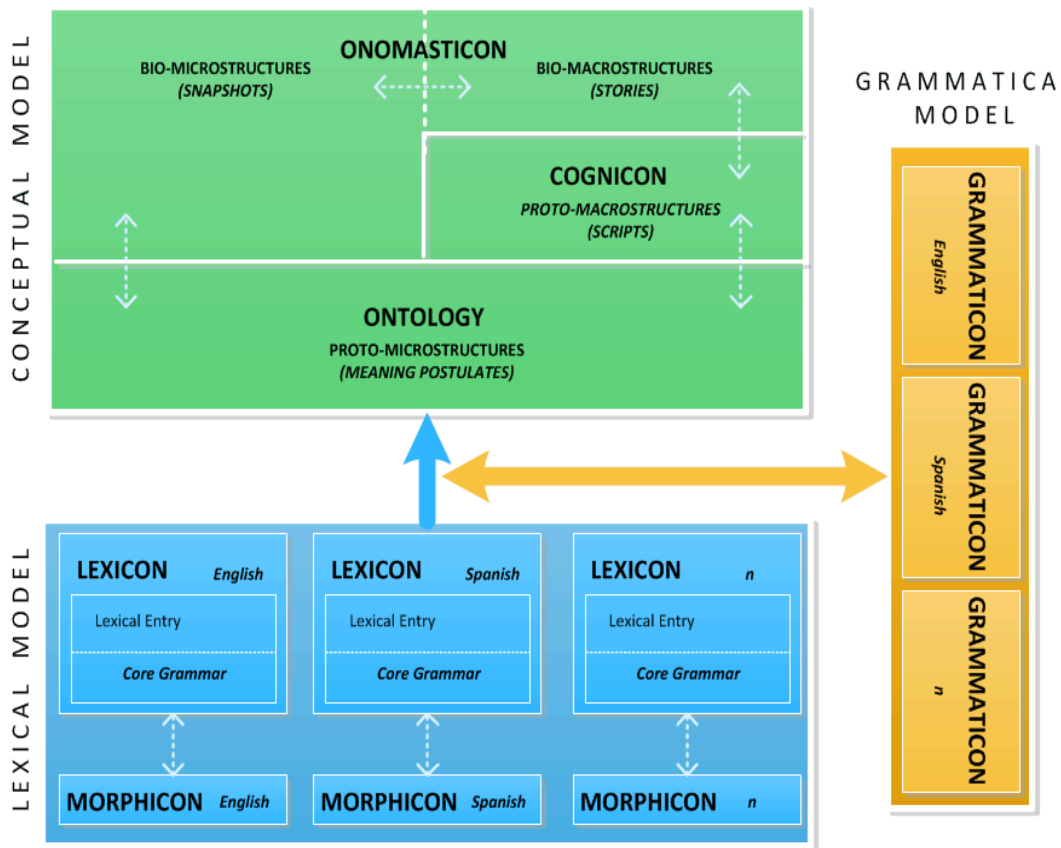 CONCEPTUAL MODEL
ONOMASTICON
BIO-MICROSTRUCTURES
(SNAPSHOTS)
BIO-MACROSTRUCTURES
(STORIES)
COGNICON
PROTO-MACROSTRUCTURES
(SCRIPTS)
ONTOLOGY
PROTO-MICROSTRUCTURES
(MEANING POSTULATES)
GRAMMATICA
MODEL
GRAMMATICON
English
GRAMMATICON
Spanish
GRAMMATICON
n
LEXICAL MODEL
LEXICON English
Lexical Entry
Core Grammar
MORPHICON English
LEXICON Spanish
Lexical Entry
Core Grammar
MORPHICON Spanish
LEXICON n
Lexical Entry
Core Grammar
MORPHICON n